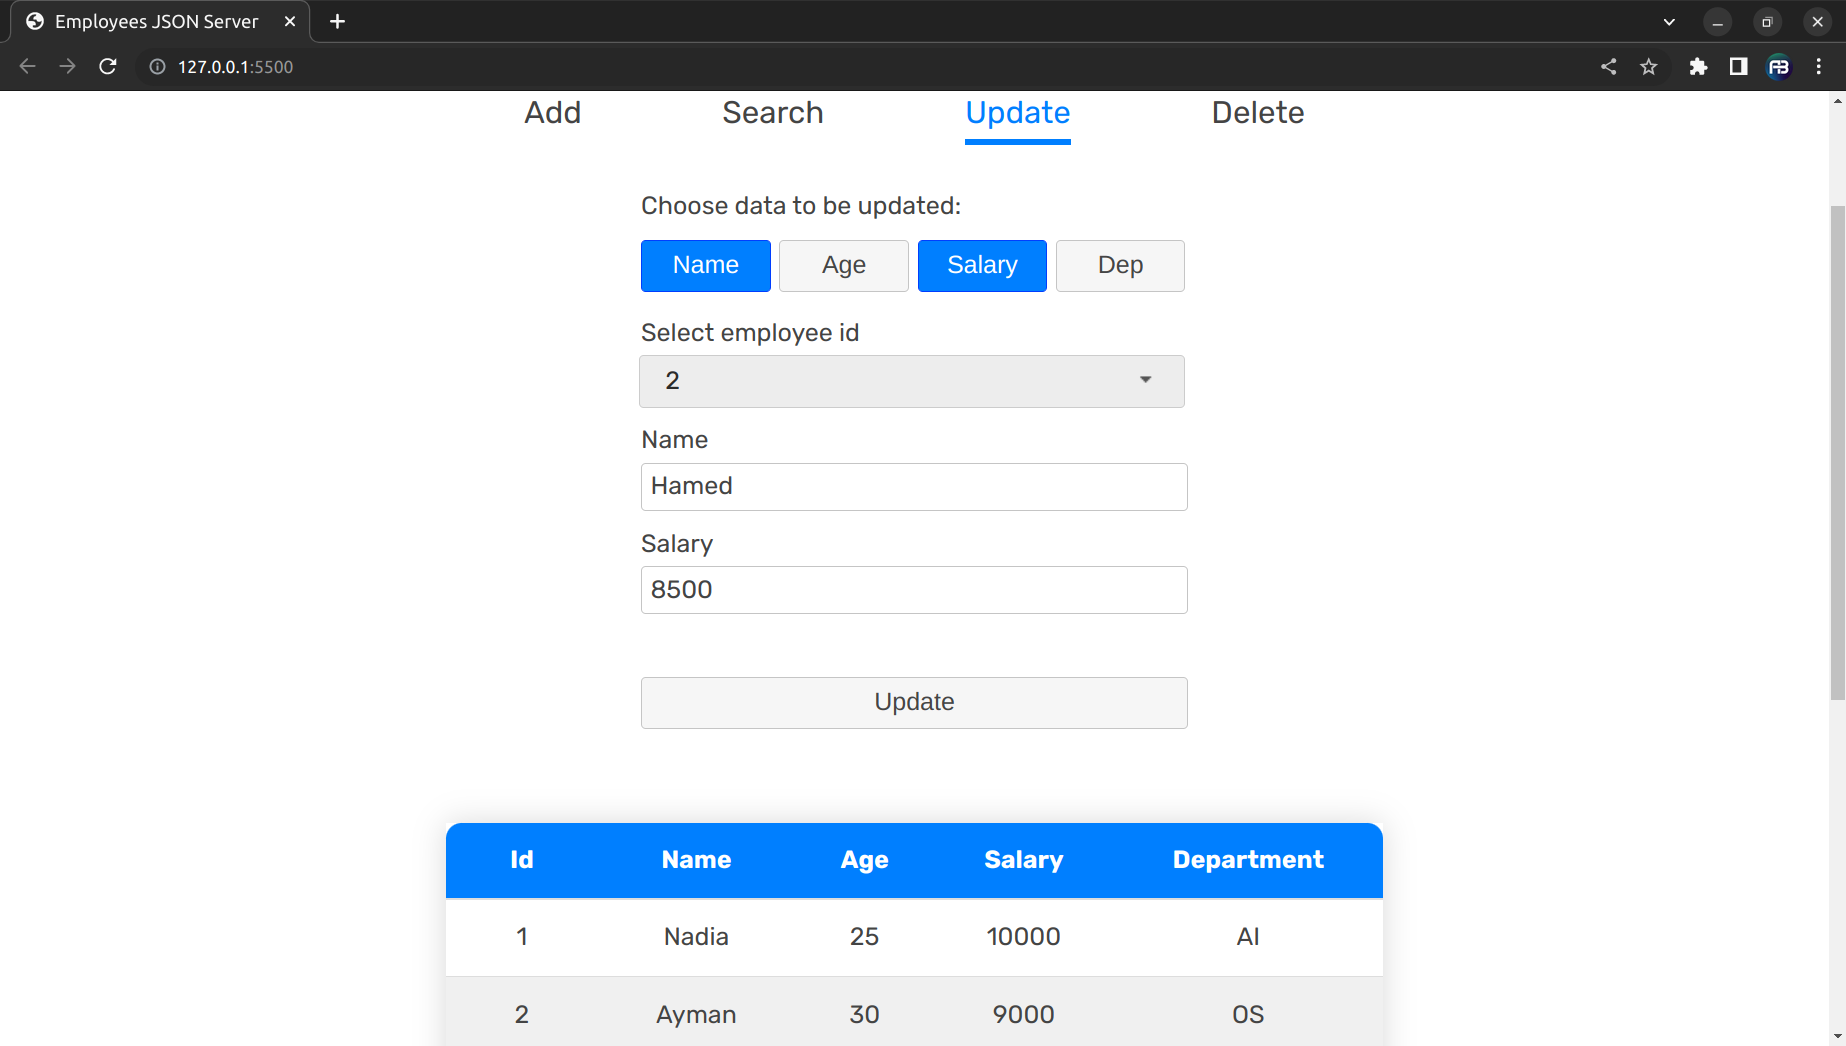 Employees JSON Server
127.0.0.1:5500
Add Search Update Delete
Choose data to be updated:
Name Age Salary Dep
Select employee id
2
Name
Hamed
Salary
8500
Update
Id Name Age Salary Department
1 Nadia 25 10000 AI
2 Ayman 30 9000 OS